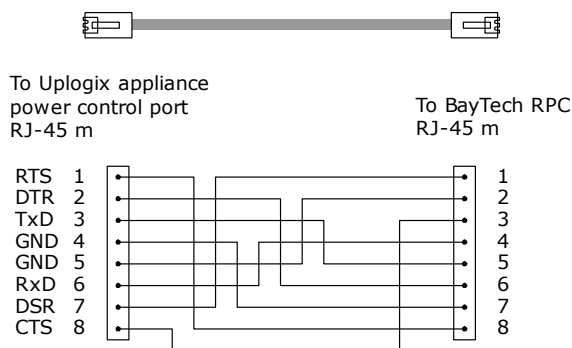 To Uplogix appliance
power control port
RJ-45 m
To BayTech RPC
RJ-45 m
RTS 1
DTR 2
TxD 3
GND 4
GND 5
RxD 6
DSR 7
CTS 8
1
2
3
4
5
6
7
8